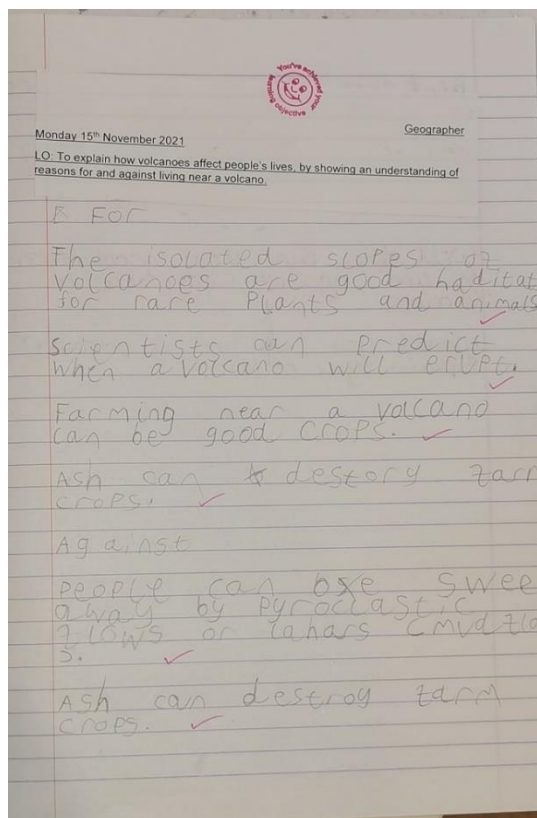 You've achieved your learning objective
Geographer
Monday 15th November 2021
LO: To explain how volcanoes affect people's lives, by showing an understanding of
reasons for and against living near a volcano.
For
The isolated slopes of
volcanoes are good haditat
for rare Plants and animals
Scientists can Predict
when a volcano will erupt.
Farming near a volcano
can be good crops.
Ash can destory farm
crops.
Against
People can bxe swee
away by Pyroclastic
flows or lahars (mudflo
s.
Ash can destroy farm
crops.